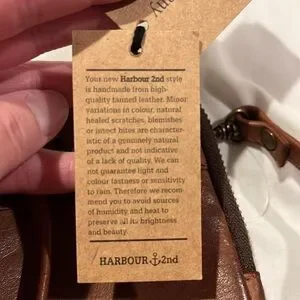 Your new Harbour 2nd style
is handmade from high-
quality tanned leather. Minor
variations in colour, natural
healed scratches, blemishes
or insect bites are character-
istic of a genuinely natural
product and not indicative
of a lack of quality. We can
not guarantee light and
colour fastness or sensitivity
to rain. Therefore we recom-
mend you to avoid sources
of humidity and heat to
preserve all its brightness
and beauty.
HARBOUR 2nd